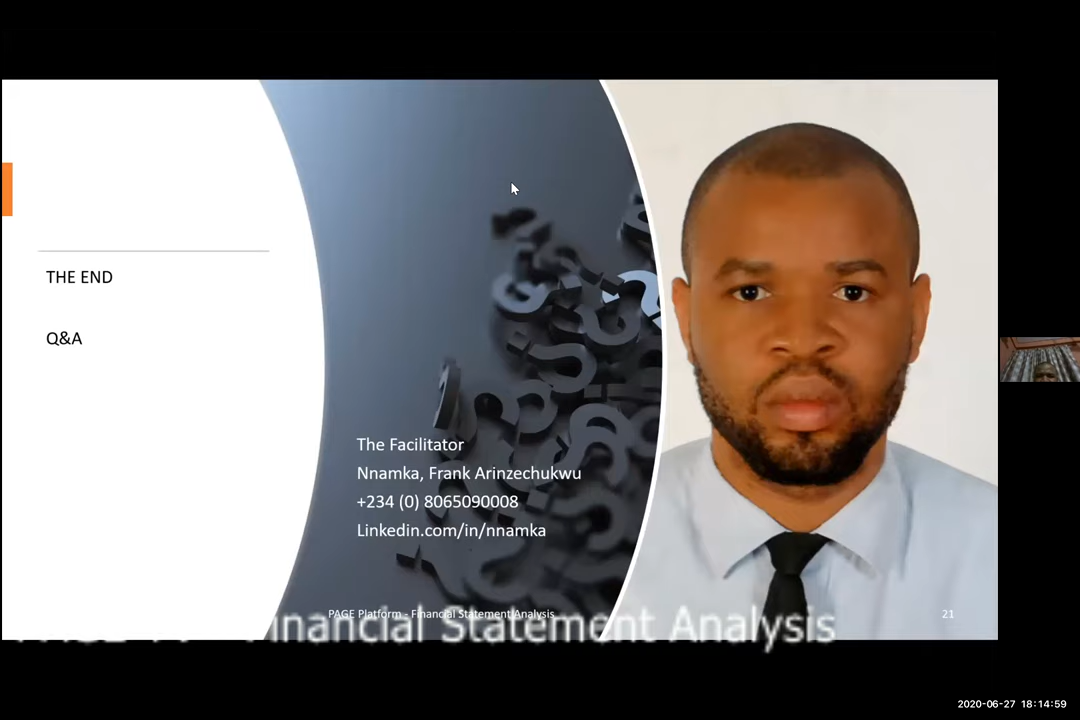 THE END
Q&A
The Facilitator
Nnamka, Frank Arinzechukwu
+234 (0) 8065090008
Linkedin.com/in/nnamka
PAGE Platform - Financial Statement Analysis
21
Financial Statement Analysis
2020-06-27 18:14:59